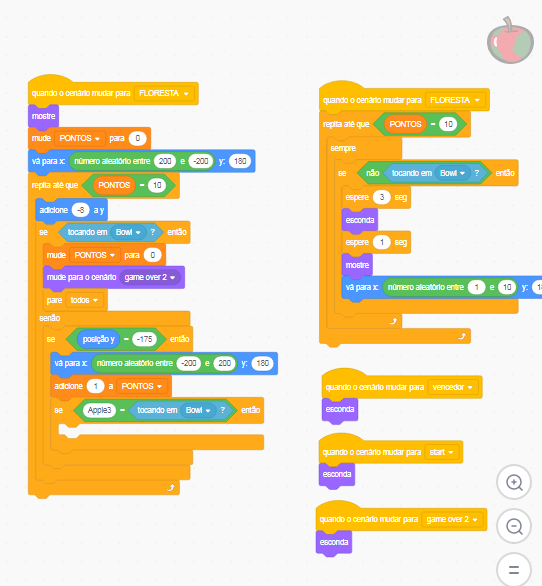 quando o cenário mudar para FLORESTA
mostre
mude PONTOS para 0
vá para x: número aleatório entre 200 e -200 y: 180
repita até que PONTOS = 10
adicione -6 a y
se tocando em Bowl ? então
mude PONTOS para 0
mude para o cenário game over 2
pare todos
senão
se posição y = -175 então
vá para x: número aleatório entre -200 e 200 y: 180
adicione 1 a PONTOS
se Apple3 = tocando em Bowl ? então
quando o cenário mudar para FLORESTA
repita até que PONTOS = 10
sempre
se não tocando em Bowl ? então
espere 3 seg
esconda
espere 1 seg
mostre
vá para x: número aleatório entre 1 e 10 y:
quando o cenário mudar para vencedor
esconda
quando o cenário mudar para start
esconda
quando o cenário mudar para game over 2
esconda